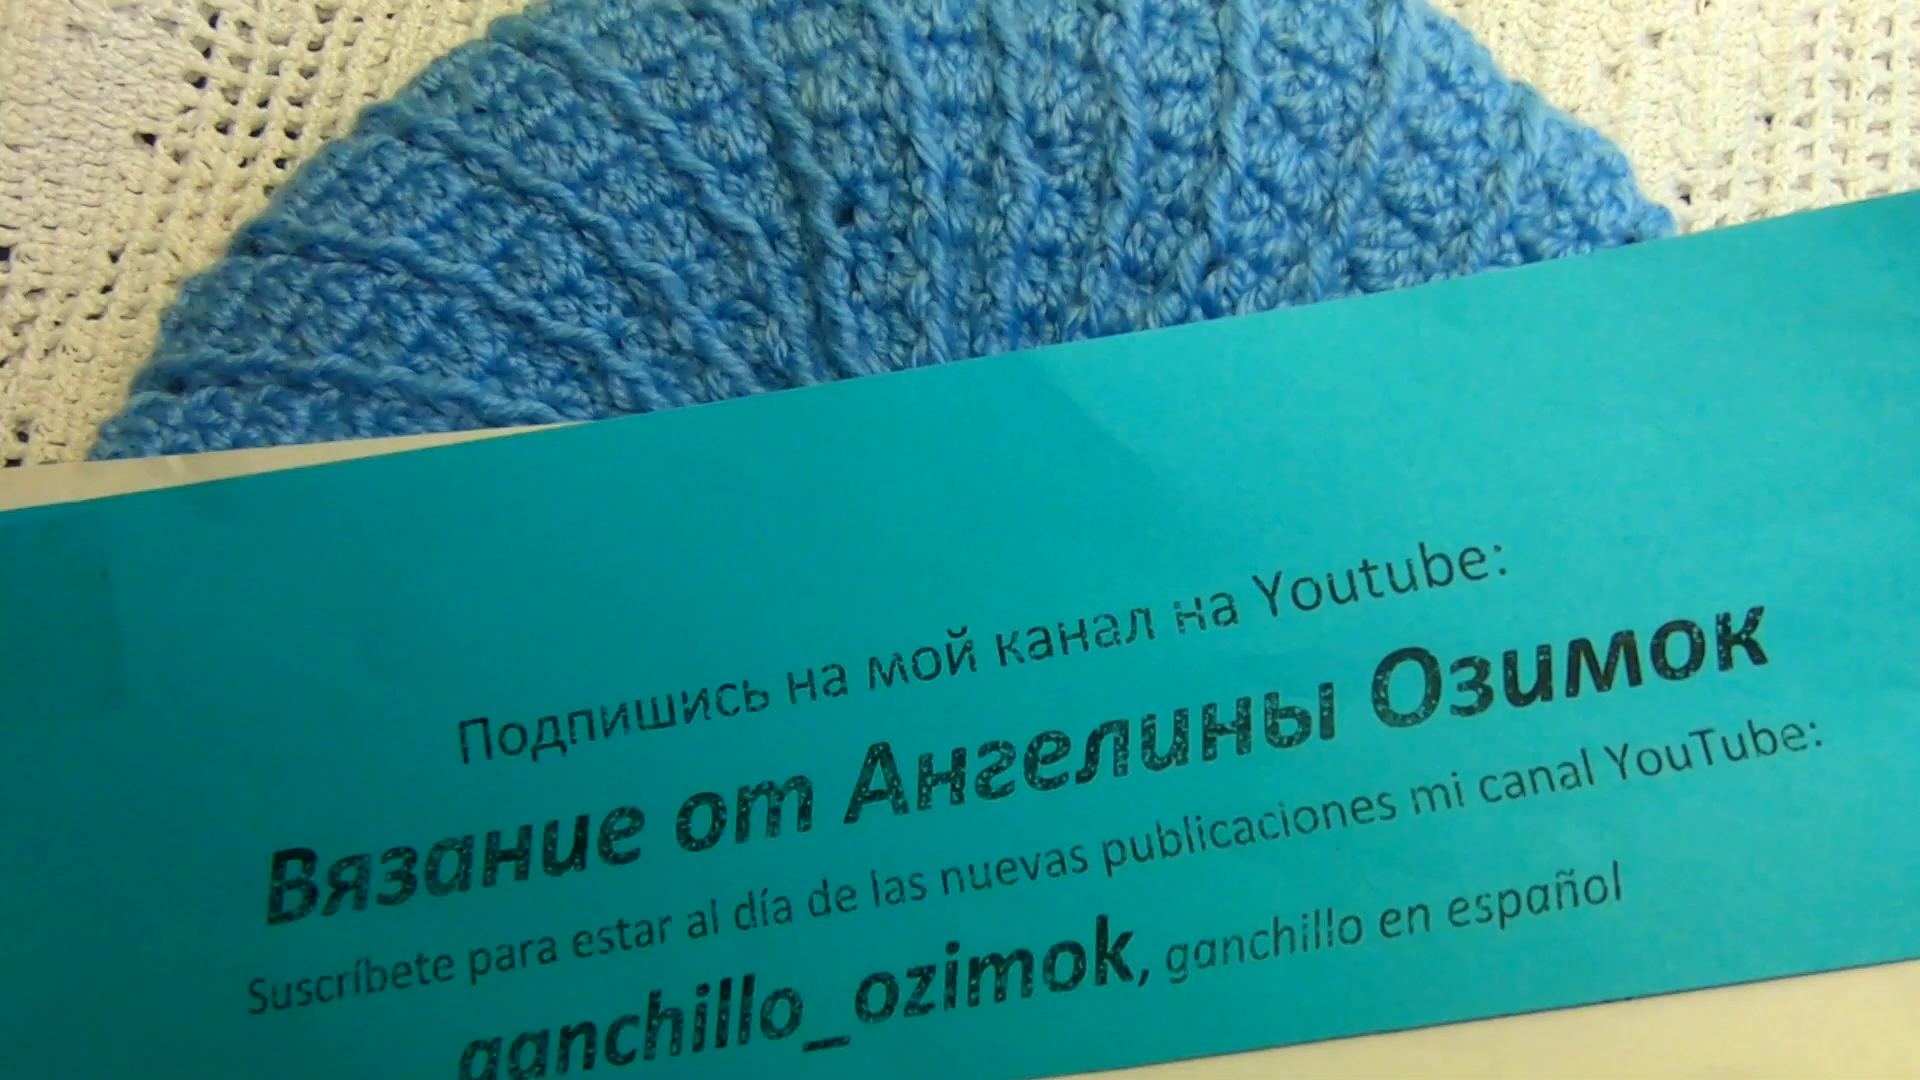 Подпишись на мой канал на Youtube:
Вязание от Ангелины Озимок
Suscríbete para estar al día de las nuevas publicaciones mi canal YouTube:
ganchillo_ozimok, ganchillo en español